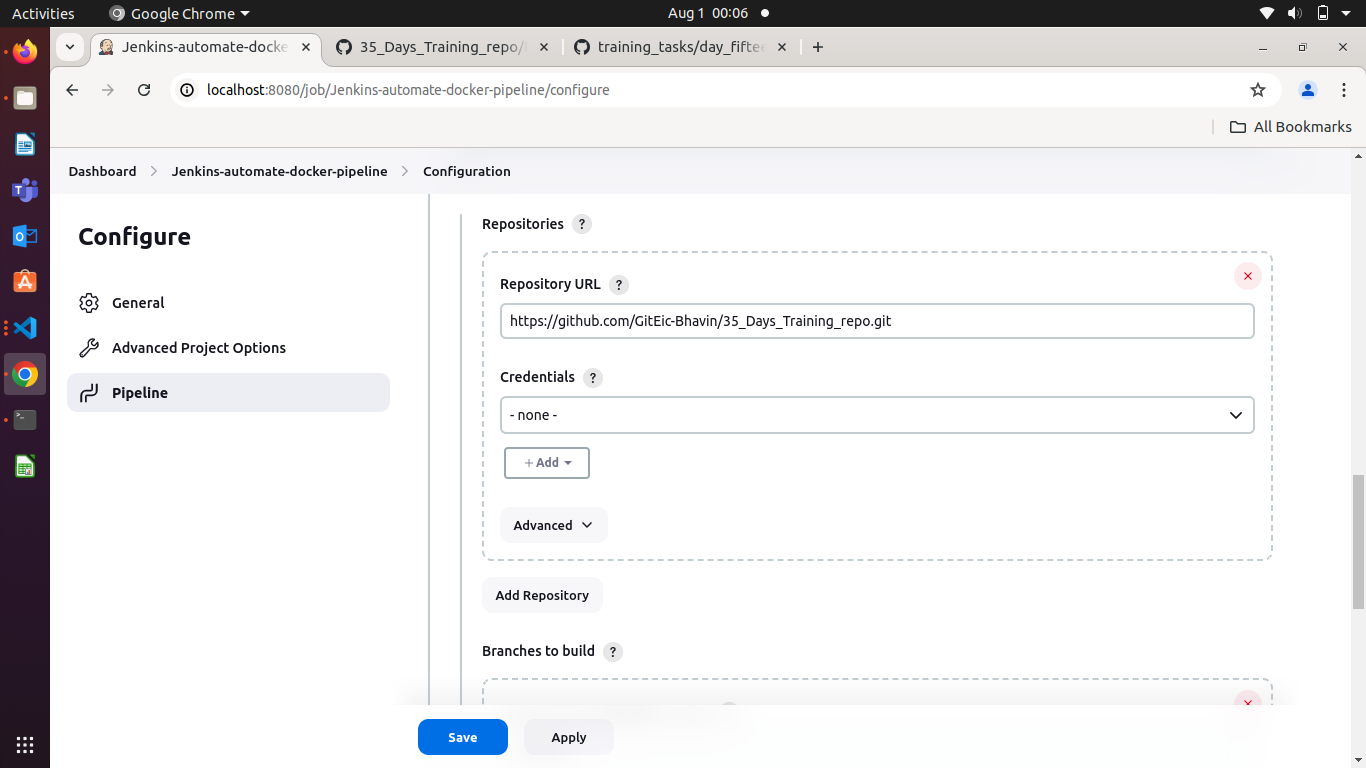 Activities
Google Chrome
Aug 1 00:06
Jenkins-automate-docke
35_Days_Training_repo/
training_tasks/day_fiftee
localhost:8080/job/Jenkins-automate-docker-pipeline/configure
All Bookmarks
Dashboard
Jenkins-automate-docker-pipeline
Configuration
Configure
General
Advanced Project Options
Pipeline
Repositories ?
Repository URL ?
https://github.com/GitEic-Bhavin/35_Days_Training_repo.git
Credentials ?
- none -
+ Add
Advanced
Add Repository
Branches to build ?
Save
Apply